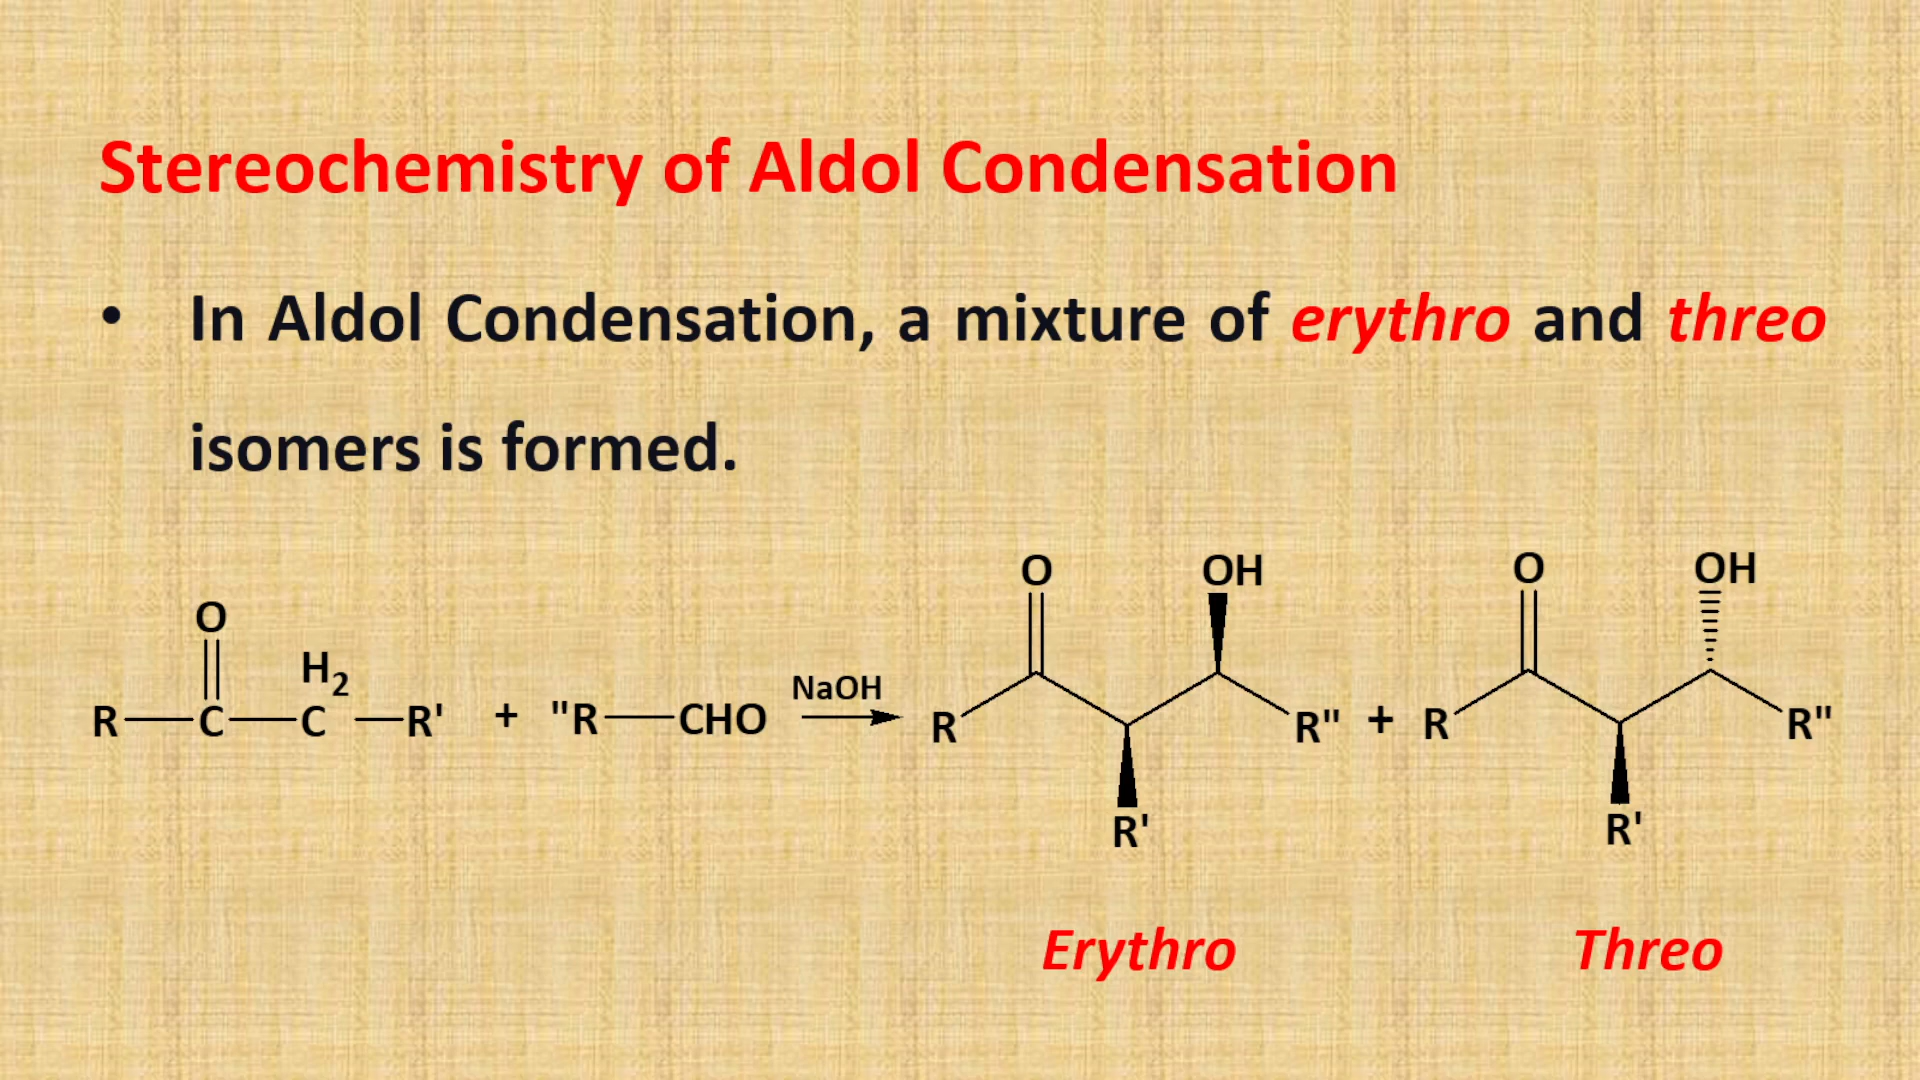 Stereochemistry of Aldol Condensation
• In Aldol Condensation, a mixture of erythro and threo
isomers is formed.
O O OH O OH
H2
R C C R' + "R CHO NaOH R R" + R R"
R' R'
Erythro Threo